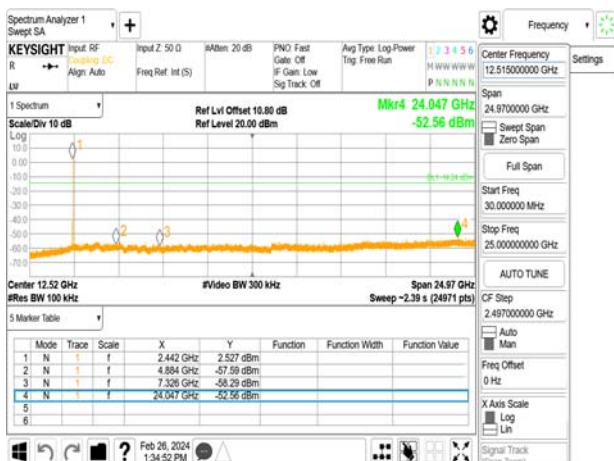 Spectrum Analyzer 1
Swept SA
+
Frequency
KEYSIGHT
R
Input: RF
Coupling: DC
Align: Auto
Input Z: 50 Ω
Freq Ref: Int (S)
#Atten: 20 dB
PNO: Fast
Gate: Off
IF Gain: Low
Sig Track: Off
Avg Type: Log-Power
Trig: Free Run
1 2 3 4 5 6
M W W W W W
P N N N N N
1 Spectrum
Scale/Div 10 dB
Ref Lvl Offset 10.80 dB
Ref Level 20.00 dBm
Mkr4 24.047 GHz
-52.56 dBm
Log
10.0
0.00
-10.0
-20.0
-30.0
-40.0
-50.0
-60.0
-70.0
1
2
3
4
Center 12.52 GHz
#Res BW 100 kHz
#Video BW 300 kHz
Span 24.97 GHz
Sweep ~2.39 s (24971 pts)
5 Marker Table
Mode Trace Scale X Y Function Function Width Function Value
1 N 1 f 2.442 GHz 2.527 dBm
2 N 1 f 4.884 GHz -57.59 dBm
3 N 1 f 7.326 GHz -58.29 dBm
4 N 1 f 24.047 GHz -52.56 dBm
5
6
Feb 26, 2024
1:34:52 PM
Center Frequency
12.515000000 GHz
Settings
Span
24.9700000 GHz
Swept Span
Zero Span
Full Span
Start Freq
30.000000 MHz
Stop Freq
25.000000000 GHz
AUTO TUNE
CF Step
2.497000000 GHz
Auto
Man
Freq Offset
0 Hz
X Axis Scale
Log
Lin
Signal Track